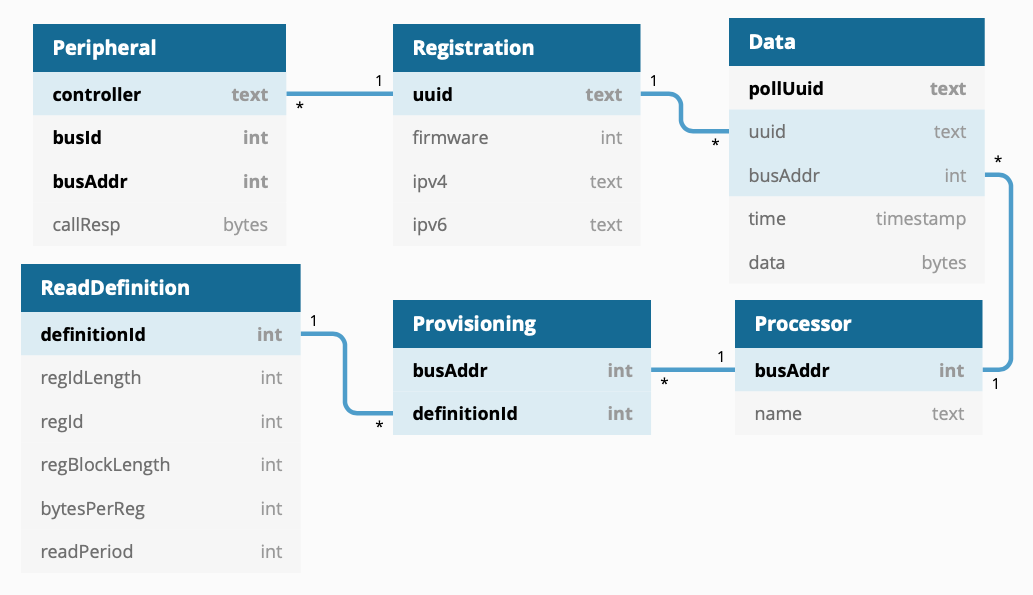 Peripheral
controller text
busId int
busAddr int
callResp bytes
1
*
Registration
uuid text
firmware int
ipv4 text
ipv6 text
1
*
Data
pollUuid text
uuid text
busAddr int
time timestamp
data bytes
*
1
ReadDefinition
definitionId int
regIdLength int
regId int
regBlockLength int
bytesPerReg int
readPeriod int
1
*
Provisioning
busAddr int
definitionId int
1
*
Processor
busAddr int
name text